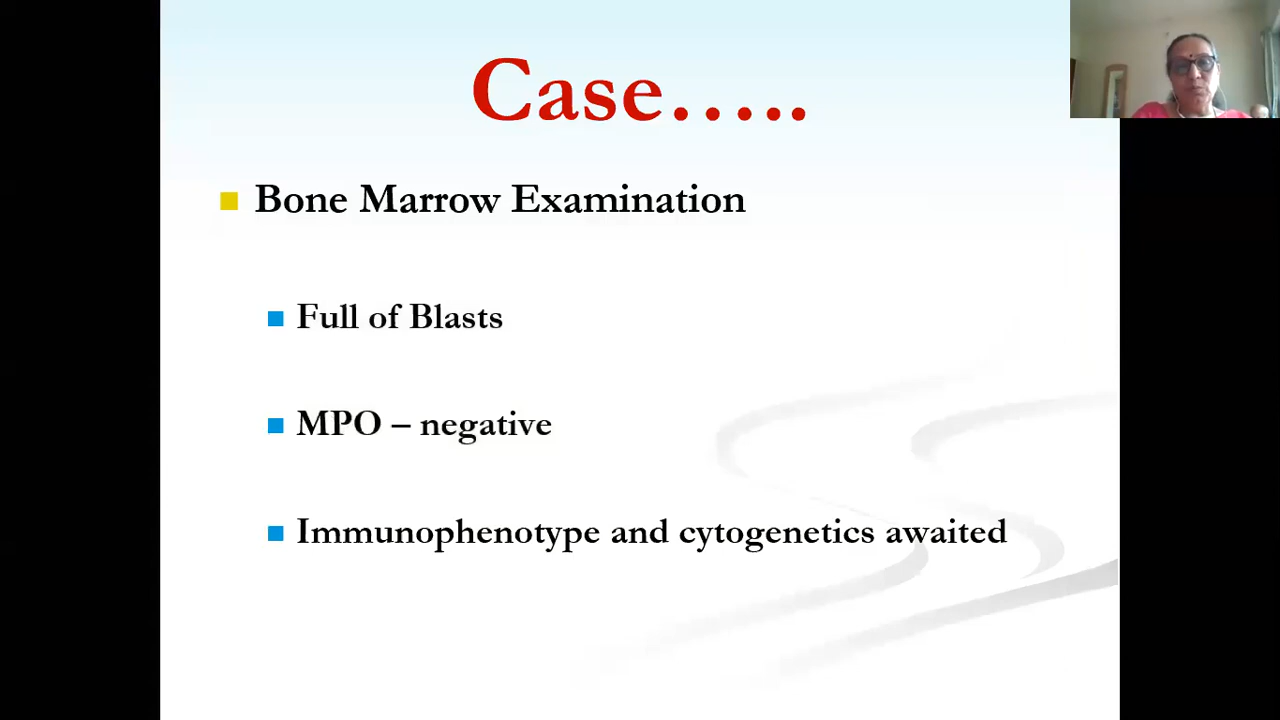 Case…..
Bone Marrow Examination
Full of Blasts
MPO – negative
Immunophenotype and cytogenetics awaited